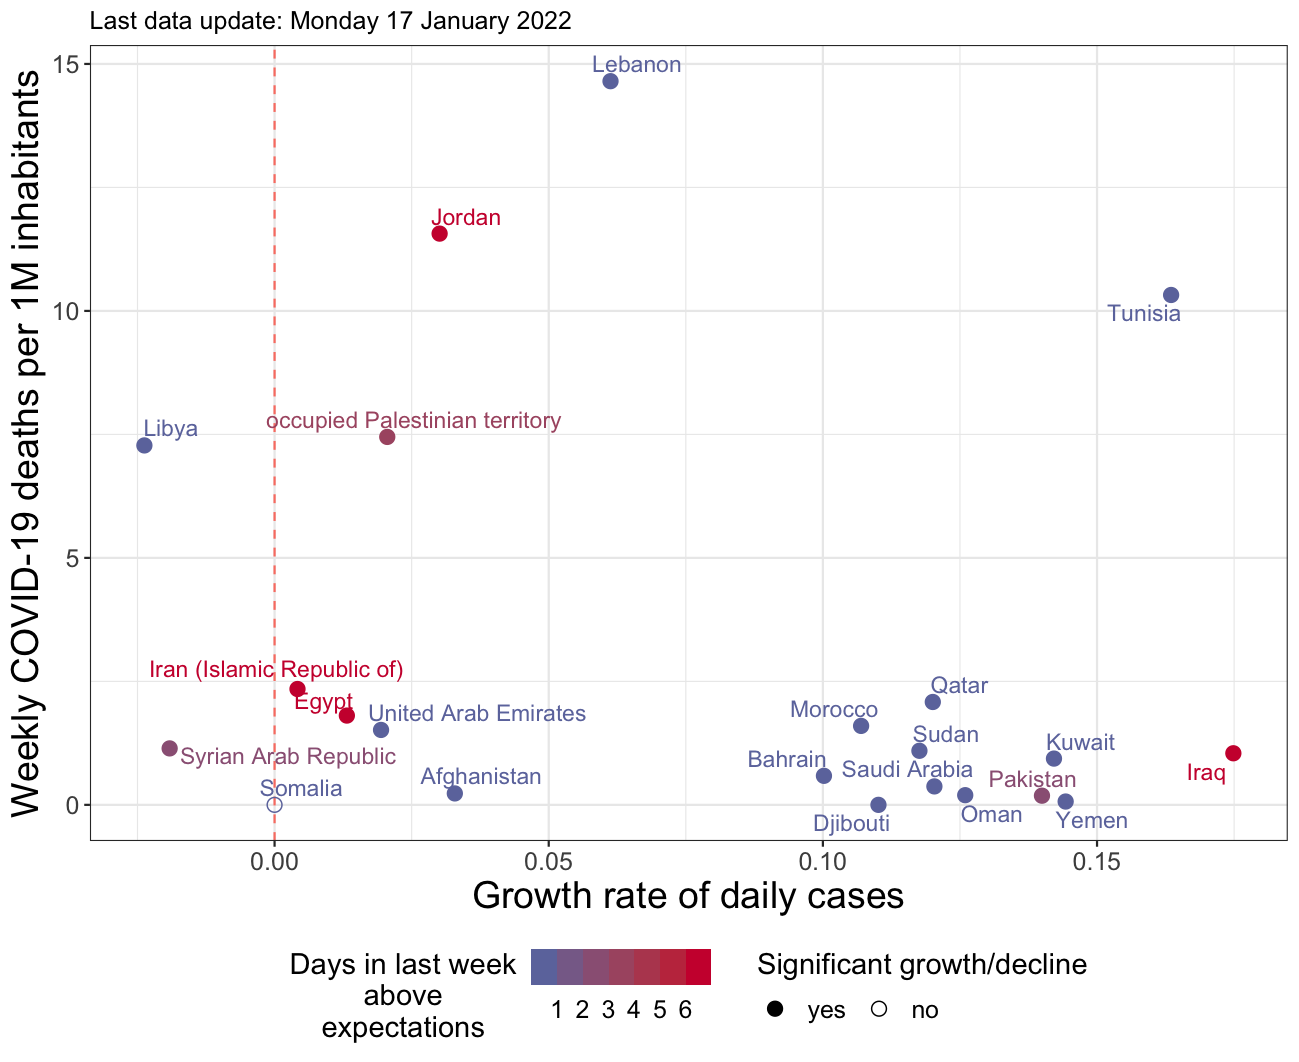 Last data update: Monday 17 January 2022
Weekly COVID-19 deaths per 1M inhabitants
15
10
5
0
Lebanon
Jordan
Tunisia
occupied Palestinian territory
Libya
Iran (Islamic Republic of)
Egypt
United Arab Emirates
Syrian Arab Republic
Afghanistan
Somalia
Qatar
Morocco
Sudan
Kuwait
Bahrain
Saudi Arabia
Pakistan
Iraq
Oman
Djibouti
Yemen
0.00 0.05 0.10 0.15
Growth rate of daily cases
Days in last week
above
expectations
1 2 3 4 5 6
Significant growth/decline
yes no